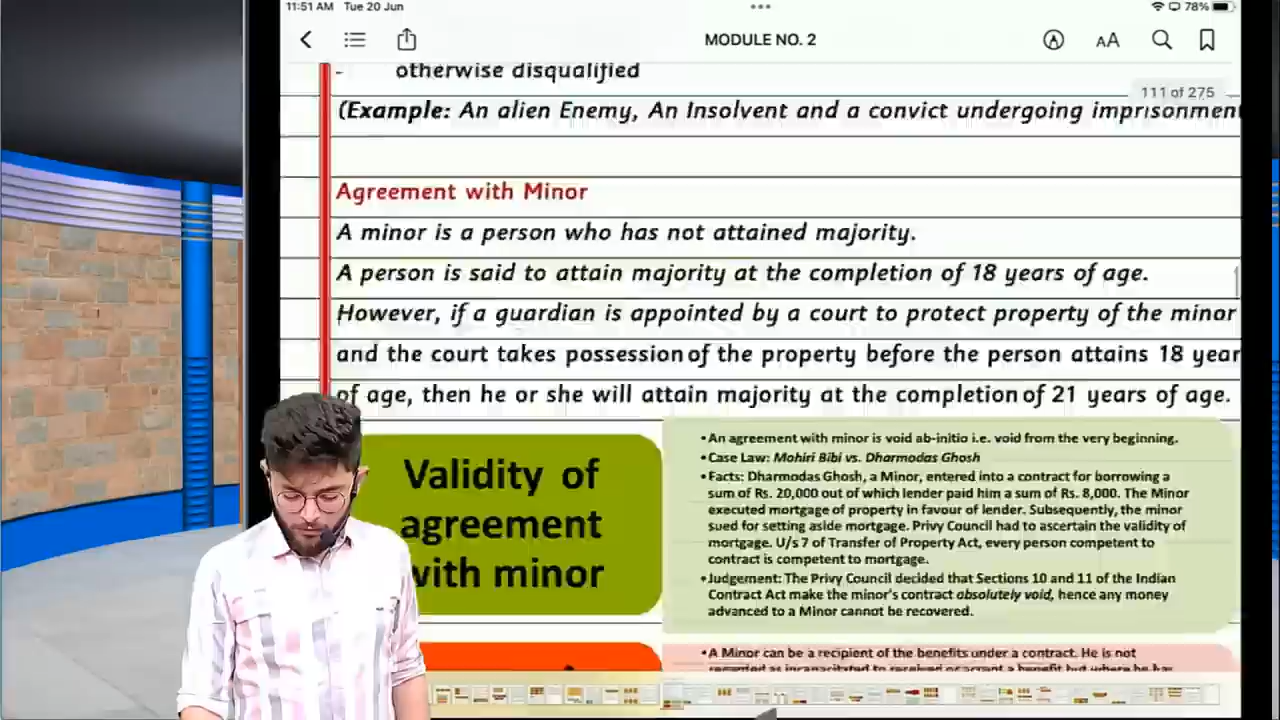 11:51 AM Tue 20 Jun
78%
MODULE NO. 2
AA
- otherwise disqualified
111 of 275
(Example: An alien Enemy, An Insolvent and a convict undergoing imprisonment
Agreement with Minor
A minor is a person who has not attained majority.
A person is said to attain majority at the completion of 18 years of age.
However, if a guardian is appointed by a court to protect property of the minor
and the court takes possession of the property before the person attains 18 year
of age, then he or she will attain majority at the completion of 21 years of age.
Validity of
agreement
with minor
•An agreement with minor is void ab-initio i.e. void from the very beginning.
•Case Law: Mohiri Bibi vs. Dharmodas Ghosh
•Facts: Dharmodas Ghosh, a Minor, entered into a contract for borrowing a
sum of Rs. 20,000 out of which lender paid him a sum of Rs. 8,000. The Minor
executed mortgage of property in favour of lender. Subsequently, the minor
sued for setting aside mortgage. Privy Council had to ascertain the validity of
mortgage. U/s 7 of Transfer of Property Act, every person competent to
contract is competent to mortgage.
•Judgement: The Privy Council decided that Sections 10 and 11 of the Indian
Contract Act make the minor's contract absolutely void, hence any money
advanced to a Minor cannot be recovered.
•A Minor can be a recipient of the benefits under a contract. He is not